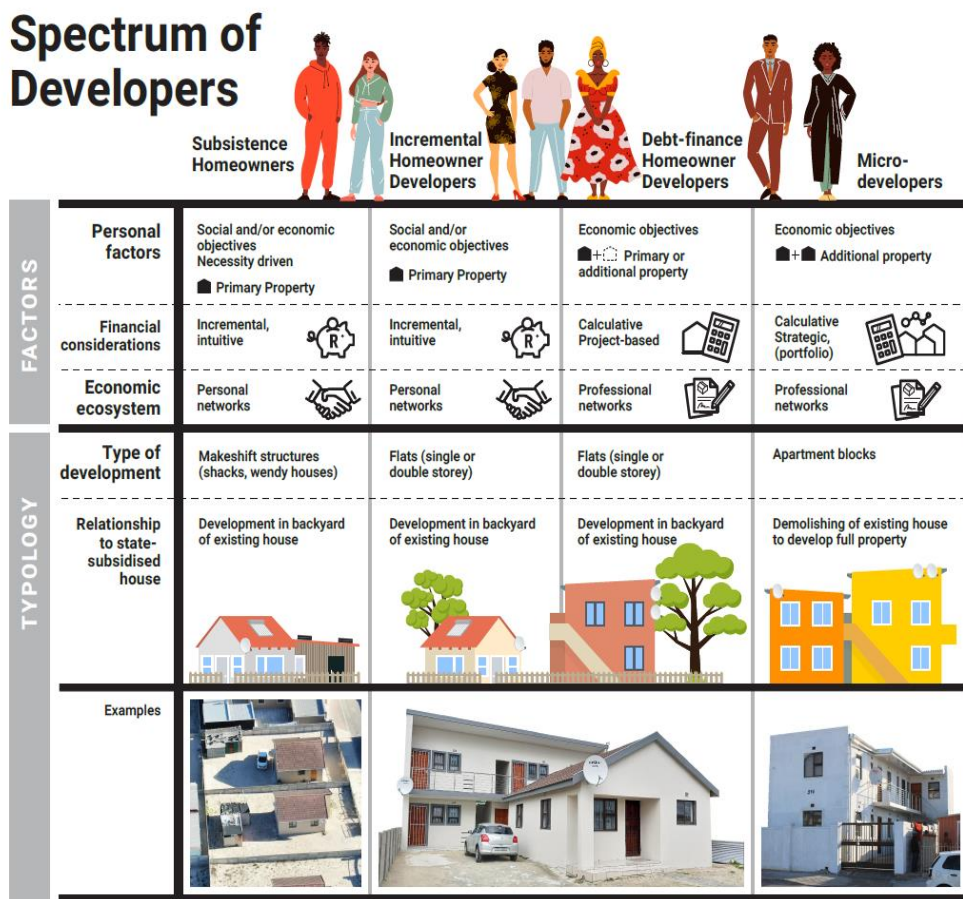 Spectrum of
Developers
Subsistence
Homeowners
Incremental
Homeowner
Developers
Debt-finance
Homeowner
Developers
Micro-
developers
FACTORS
Personal
factors
Social and/or economic
objectives
Necessity driven
Primary Property
Social and/or
economic objectives
Primary Property
Economic objectives
+ Primary or
additional property
Economic objectives
+ Additional property
Financial
considerations
Incremental,
intuitive
R
Incremental,
intuitive
R
Calculative
Project-based
Calculative
Strategic,
(portfolio)
Economic
ecosystem
Personal
networks
Personal
networks
Professional
networks
Professional
networks
TYPOLOGY
Type of
development
Makeshift structures
(shacks, wendy houses)
Flats (single or
double storey)
Flats (single or
double storey)
Apartment blocks
Relationship
to state-
subsidised
house
Development in backyard
of existing house
Development in backyard
of existing house
Development in backyard
of existing house
Demolishing of existing house
to develop full property
Examples